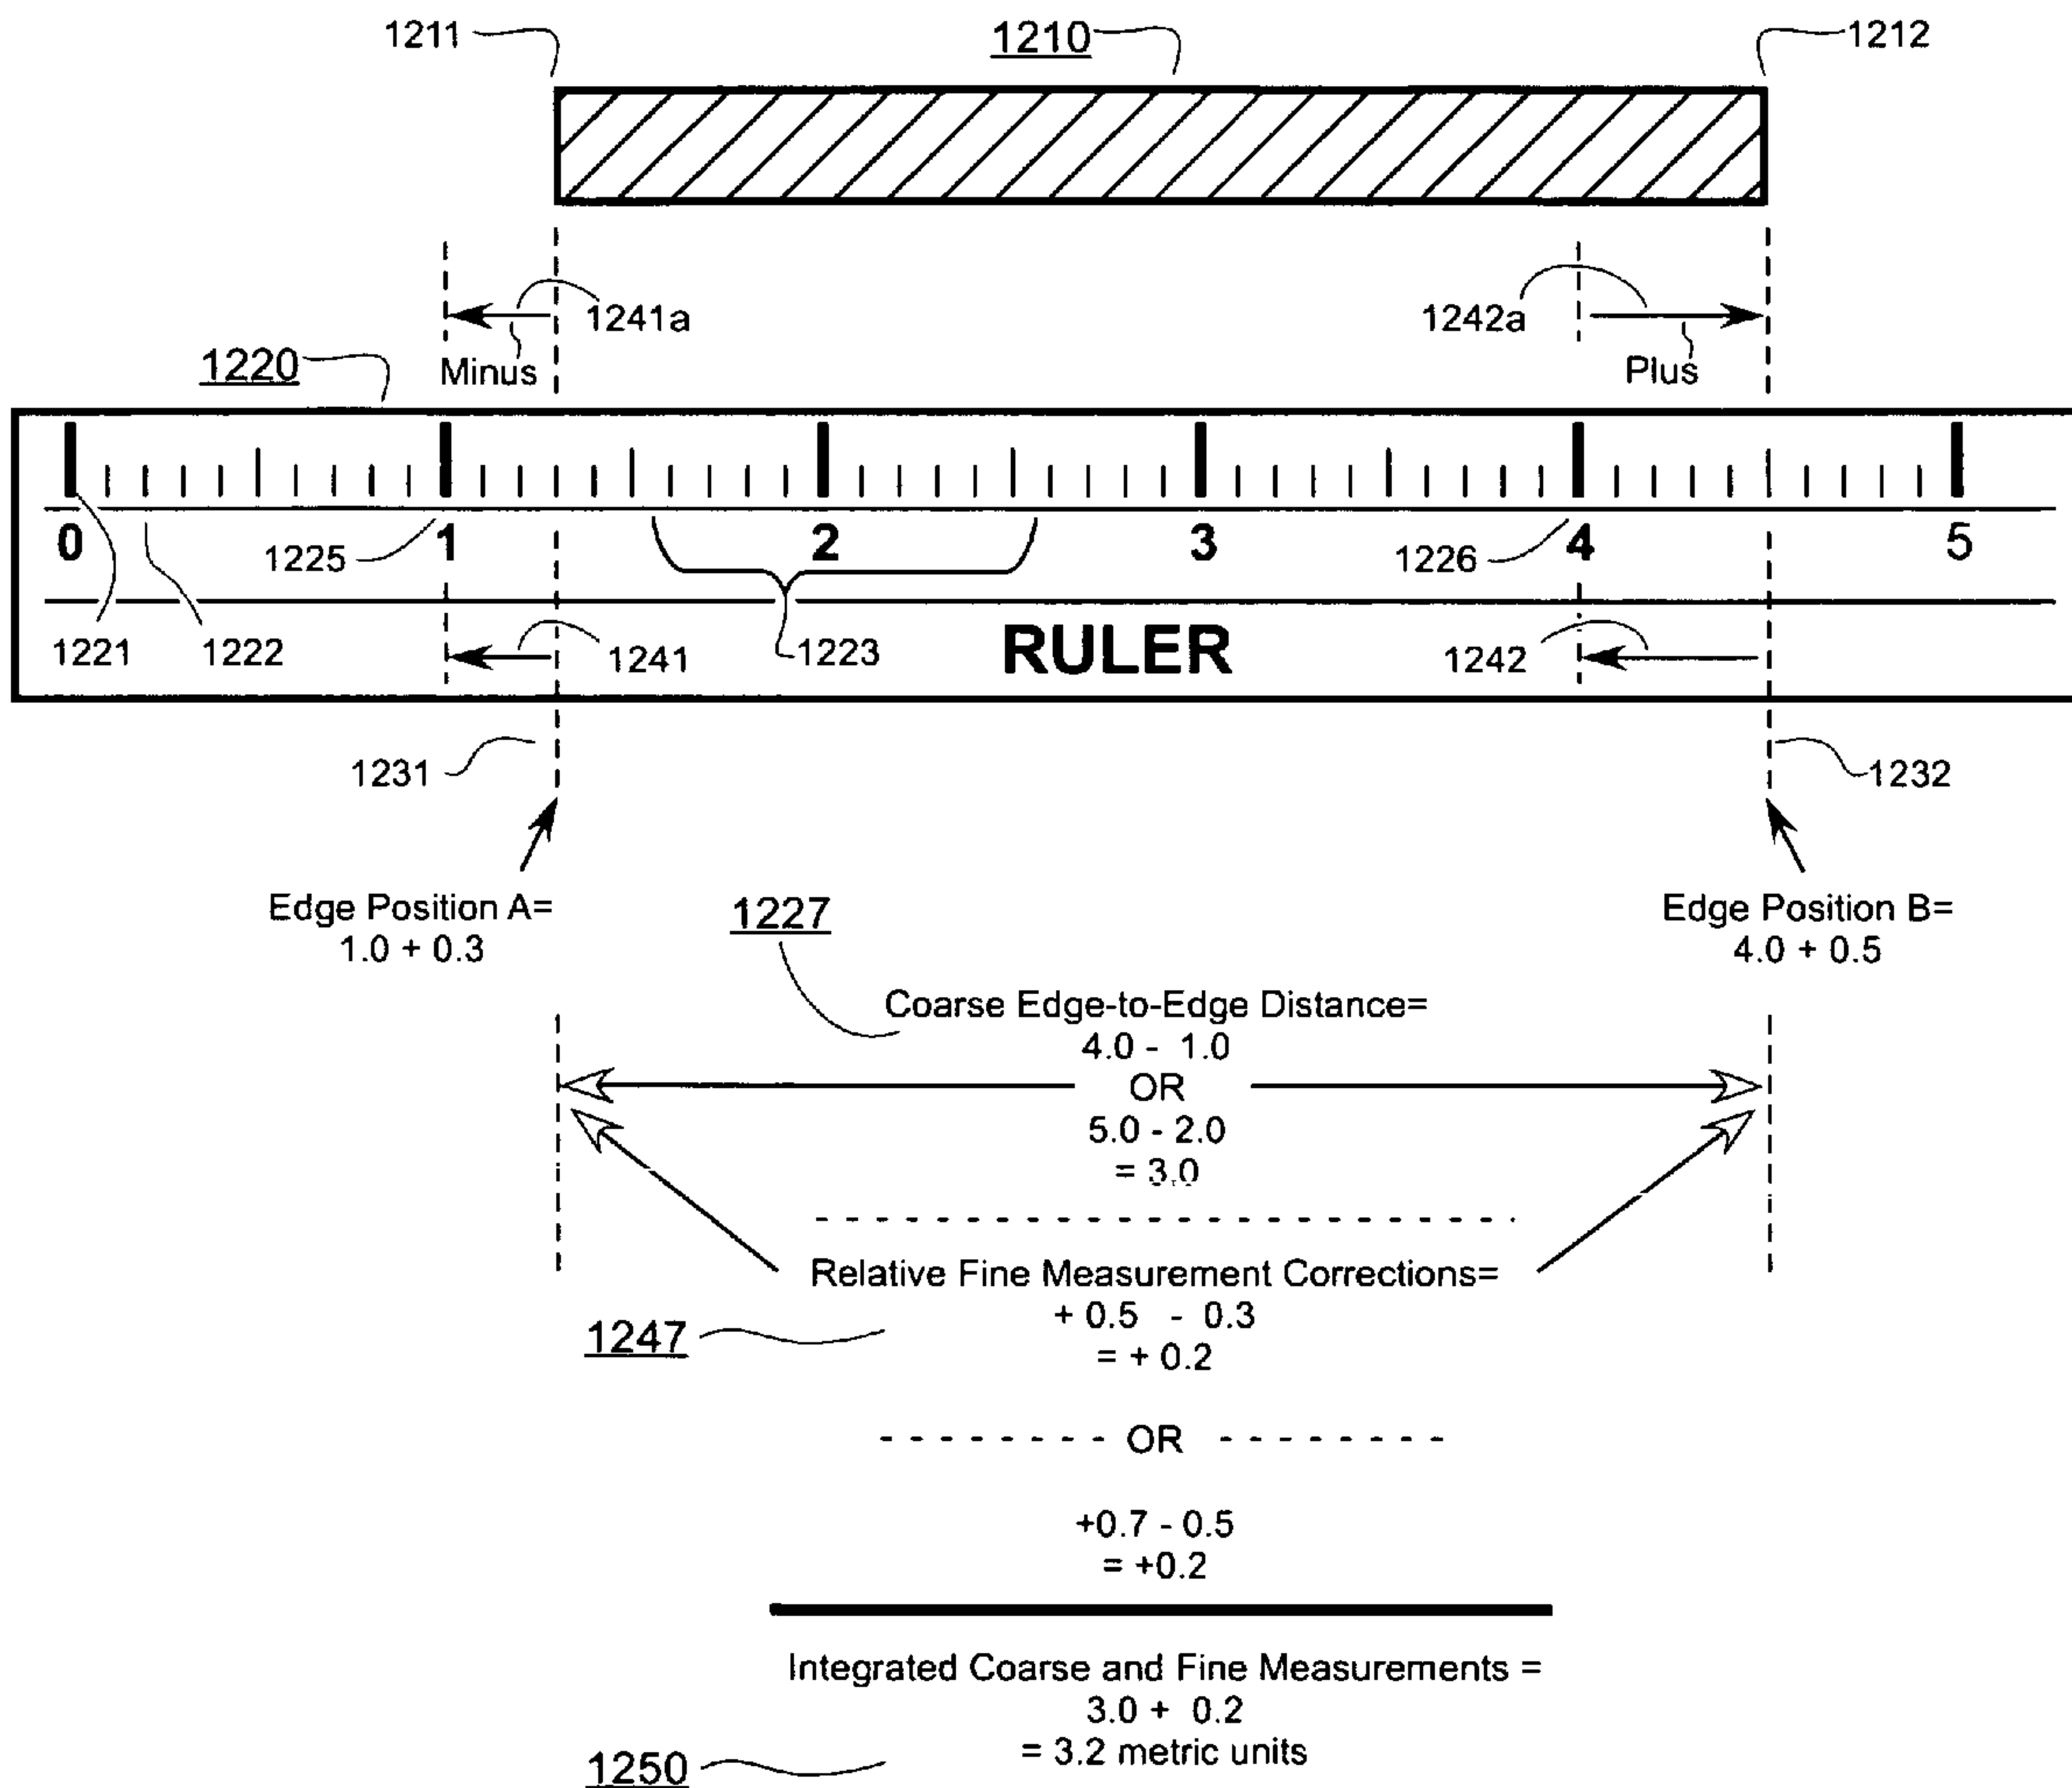 1211
1210
1212
1241a
1242a
1220
Minus
Plus
0
1225
1
2
3
1226
4
5
1221
1222
1241
1223
RULER
1242
1231
1232
Edge Position A=
1.0 + 0.3
1227
Edge Position B=
4.0 + 0.5
Coarse Edge-to-Edge Distance=
4.0 - 1.0
OR
5.0 - 2.0
= 3.0
Relative Fine Measurement Corrections=
+ 0.5 - 0.3
1247
= + 0.2
OR
+0.7 - 0.5
= +0.2
Integrated Coarse and Fine Measurements =
3.0 + 0.2
= 3.2 metric units
1250